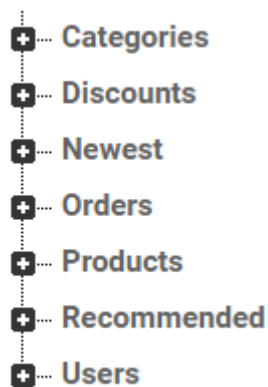 Categories
Discounts
Newest
Orders
Products
Recommended
Users